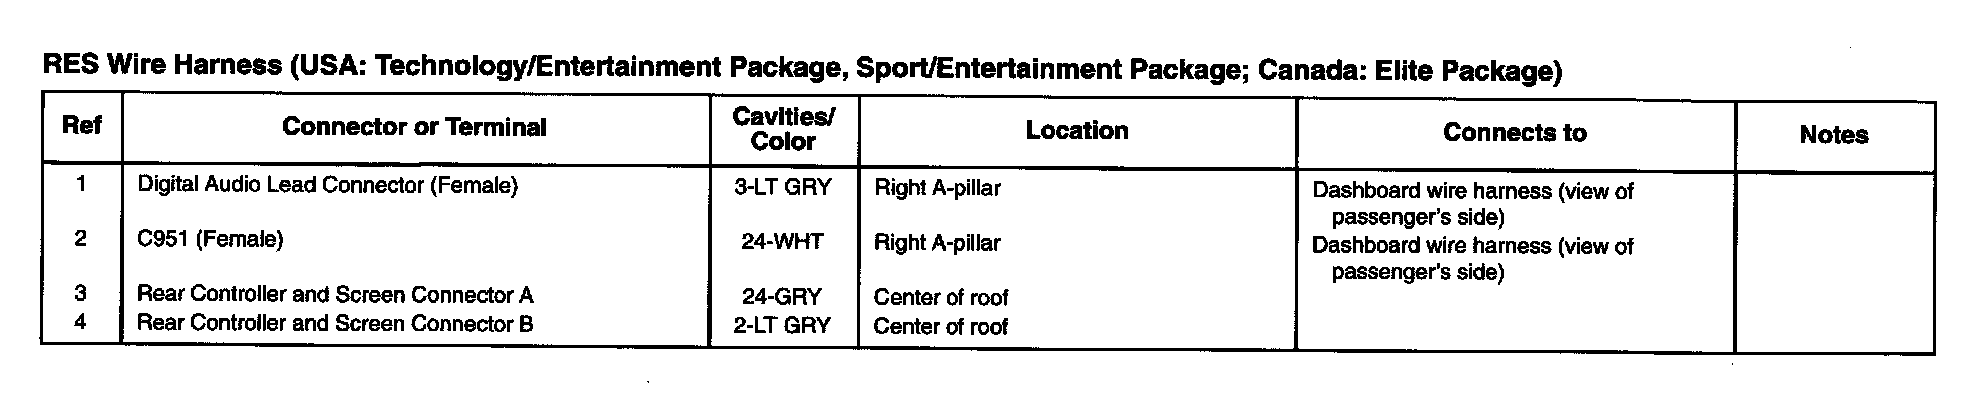 RES Wire Harness (USA: Technology/Entertainment Package, Sport/Entertainment Package; Canada: Elite Package)
Ref Connector or Terminal Cavities/ Color Location Connects to Notes
1 Digital Audio Lead Connector (Female) 3-LT GRY Right A-pillar Dashboard wire harness (view of
passenger's side)
2 C951 (Female) 24-WHT Right A-pillar Dashboard wire harness (view of
passenger's side)
3 Rear Controller and Screen Connector A 24-GRY Center of roof
4 Rear Controller and Screen Connector B 2-LT GRY Center of roof